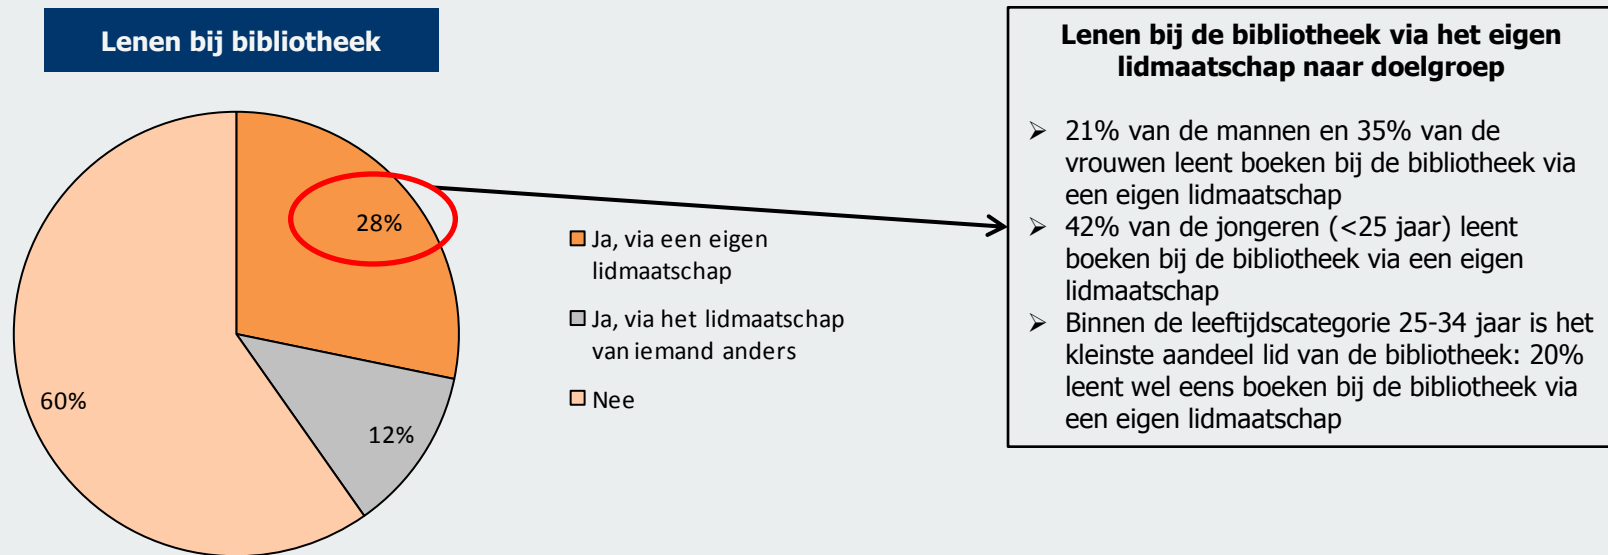 Lenen bij bibliotheek
28%
12%
60%
Ja, via een eigen
lidmaatschap
Ja, via het lidmaatschap
van iemand anders
Nee
Lenen bij de bibliotheek via het eigen
lidmaatschap naar doelgroep
➢ 21% van de mannen en 35% van de
vrouwen leent boeken bij de bibliotheek via
een eigen lidmaatschap
➢ 42% van de jongeren (<25 jaar) leent
boeken bij de bibliotheek via een eigen
lidmaatschap
➢ Binnen de leeftijdscategorie 25-34 jaar is het
kleinste aandeel lid van de bibliotheek: 20%
leent wel eens boeken bij de bibliotheek via
een eigen lidmaatschap